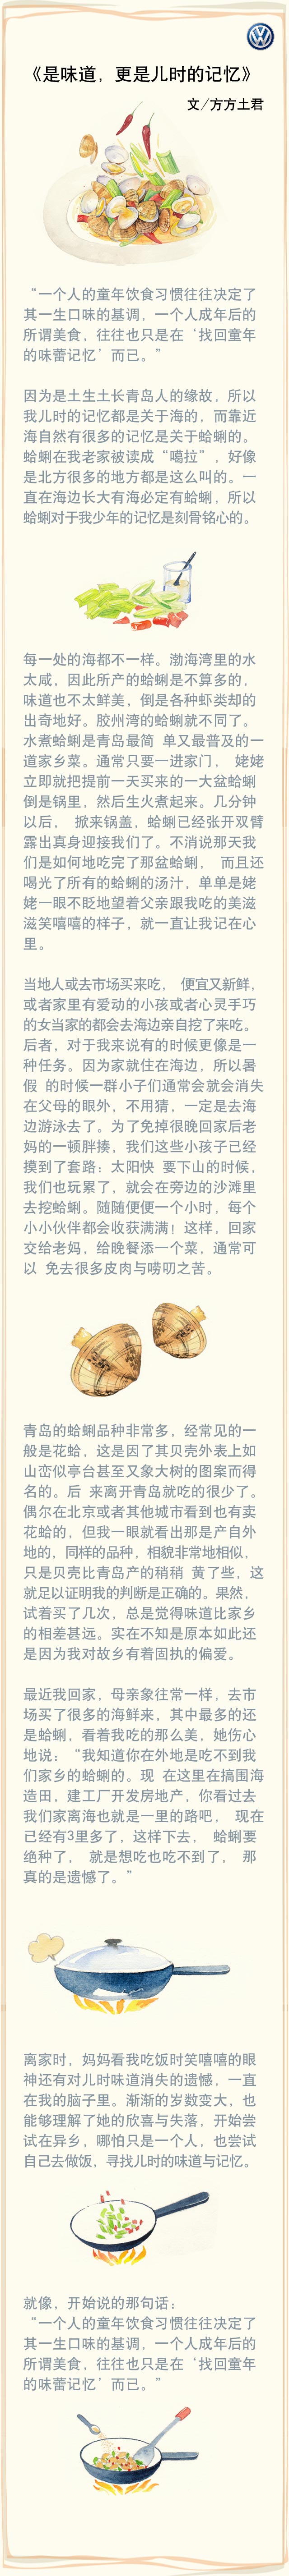 《是味道，更是儿时的记忆》
文/方方土君
“一个人的童年饮食习惯往往决定了
其一生口味的基调，一个人成年后的
所谓美食，往往也只是在‘找回童年
的味蕾记忆’而已。”
因为是土生土长青岛人的缘故，所以
我儿时的记忆都是关于海的，而靠近
海自然有很多的记忆是关于蛤蜊的。
蛤蜊在我老家被读成“噶拉”，好像
是北方很多的地方都是这么叫的。一
直在海边长大有海必定有蛤蜊，所以
蛤蜊对于我少年的记忆是刻骨铭心的。
每一处的海都不一样。渤海湾里的水
太咸，因此所产的蛤蜊是不算多的，
味道也不太鲜美，倒是各种虾类却的
出奇地好。胶州湾的蛤蜊就不同了。
水煮蛤蜊是青岛最简 单又最普及的一
道家乡菜。通常只要一进家门， 姥姥
立即就把提前一天买来的一大盆蛤蜊
倒是锅里，然后生火煮起来。几分钟
以后， 掀来锅盖，蛤蜊已经张开双臂
露出真身迎接我们了。不消说那天我
们是如何地吃完了那盆蛤蜊， 而且还
喝光了所有的蛤蜊的汤汁，单单是姥
姥一眼不眨地望着父亲跟我吃的美滋
滋笑嘻嘻的样子，就一直让我记在心
里。
当地人或去市场买来吃， 便宜又新鲜，
或者家里有爱动的小孩或者心灵手巧
的女当家的都会去海边亲自挖了来吃。
后者，对于我来说有的时候更像是一
种任务。因为家就住在海边，所以暑
假 的时候一群小子们通常会就会消失
在父母的眼外，不用猜，一定是去海
边游泳去了。为了免掉很晚回家后老
妈的一顿胖揍，我们这些小孩子已经
摸到了套路：太阳快 要下山的时候，
我们也玩累了，就会在旁边的沙滩里
去挖蛤蜊。随随便便一个小时，每个
小小伙伴都会收获满满！这样，回家
交给老妈，给晚餐添一个菜，通常可
以 免去很多皮肉与唠叨之苦。
青岛的蛤蜊品种非常多，经常见的一
般是花蛤，这是因了其贝壳外表上如
山峦似亭台甚至又象大树的图案而得
名的。后 来离开青岛就吃的很少了。
偶尔在北京或者其他城市看到也有卖
花蛤的，但我一眼就看出那是产自外
地的，同样的品种，相貌非常地相似，
只是贝壳比青岛产的稍稍 黄了些，这
就足以证明我的判断是正确的。果然，
试着买了几次，总是觉得味道比家乡
的相差甚远。实在不知是原本如此还
是因为我对故乡有着固执的偏爱。
最近我回家，母亲象往常一样，去市
场买了很多的海鲜来，其中最多的还
是蛤蜊，看着我吃的那么美，她伤心
地说：“我知道你在外地是吃不到我
们家乡的蛤蜊的。现 在这里在搞围海
造田，建工厂开发房地产，你看过去
我们家离海也就是一里的路吧， 现在
已经有3里多了，这样下去， 蛤蜊要
绝种了， 就是想吃也吃不到了， 那
真的是遗憾了。”
离家时，妈妈看我吃饭时笑嘻嘻的眼
神还有对儿时味道消失的遗憾，一直
在我的脑子里。渐渐的岁数变大，也
能够理解了她的欣喜与失落，开始尝
试在异乡，哪怕只是一个人，也尝试
自己去做饭，寻找儿时的味道与记忆。
就像，开始说的那句话：
“一个人的童年饮食习惯往往决定了
其一生口味的基调，一个人成年后的
所谓美食，往往也只是在‘找回童年
的味蕾记忆’而已。”